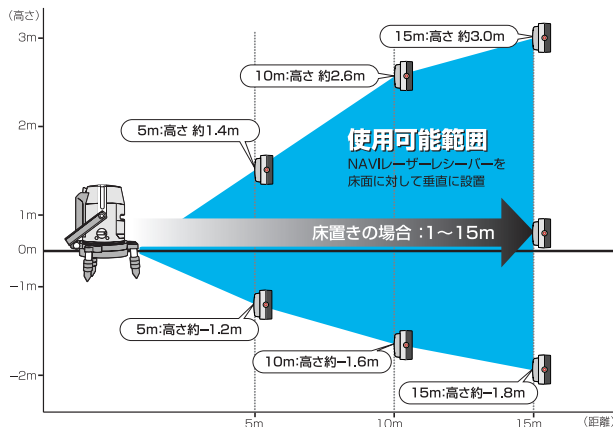 (高さ)
3m
15m:高さ 約3.0m
10m:高さ 約2.6m
2m
5m:高さ 約1.4m
使用可能範囲
NAVIレーザーレシーバーを
床面に対して垂直に設置
1m
床置きの場合:1〜15m
0m
−1m
5m:高さ約−1.2m
10m:高さ約−1.6m
−2m
15m:高さ約−1.8m
5m
10m
15m
(距離)